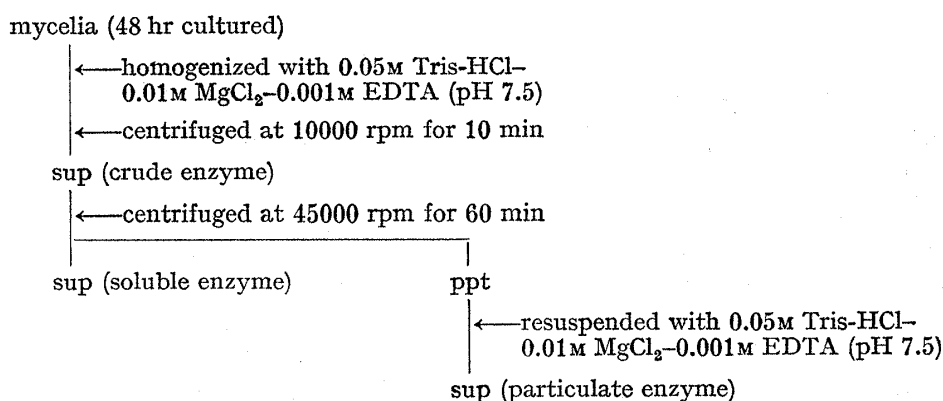 mycelia (48 hr cultured)
←—homogenized with 0.05M Tris-HCl–
0.01M MgCl₂–0.001M EDTA (pH 7.5)
←—centrifuged at 10000 rpm for 10 min
sup (crude enzyme)
←—centrifuged at 45000 rpm for 60 min
sup (soluble enzyme) ppt
←—resuspended with 0.05M Tris-HCl–
0.01M MgCl₂–0.001M EDTA (pH 7.5)
sup (particulate enzyme)